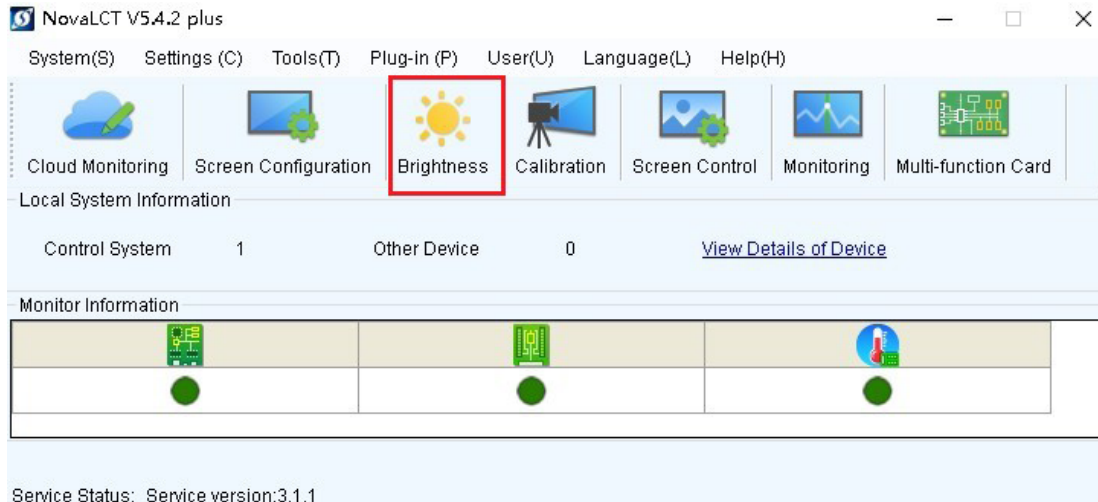 NovaLCT V5.4.2 plus
System(S) Settings (C) Tools(T) Plug-in (P) User(U) Language(L) Help(H)
Cloud Monitoring Screen Configuration Brightness Calibration Screen Control Monitoring Multi-function Card
Local System Information
Control System 1 Other Device 0 View Details of Device
Monitor Information
Service Status: Service version:3.1.1